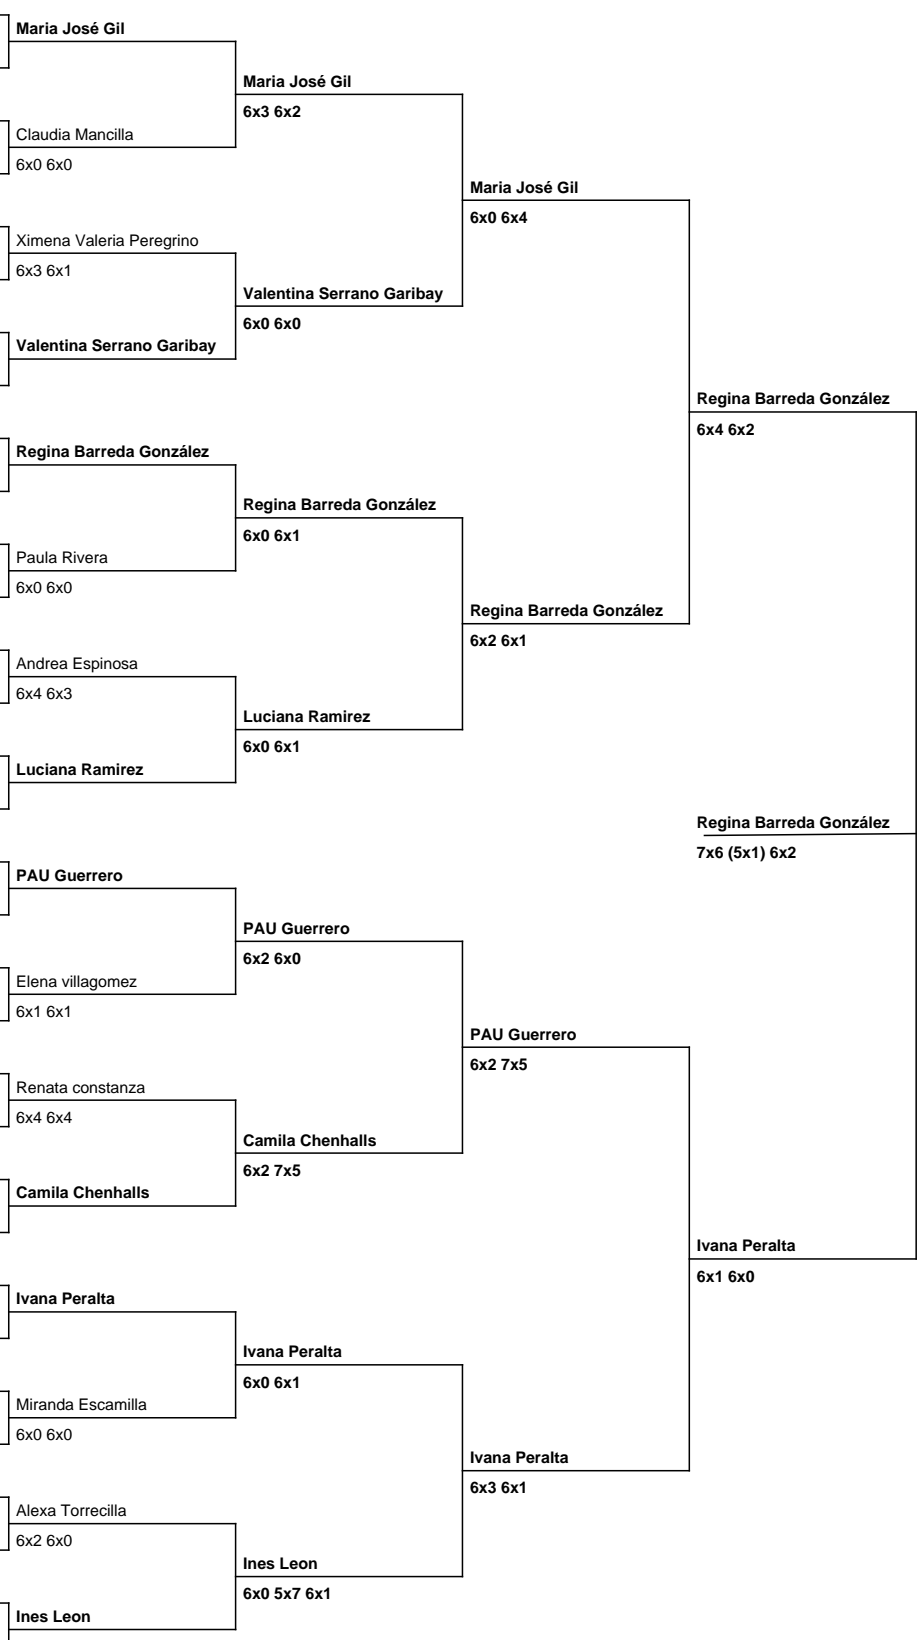 Maria José Gil
Maria José Gil
6x3 6x2
Claudia Mancilla
6x0 6x0
Maria José Gil
6x0 6x4
Ximena Valeria Peregrino
6x3 6x1
Valentina Serrano Garibay
6x0 6x0
Valentina Serrano Garibay
Regina Barreda González
6x4 6x2
Regina Barreda González
Regina Barreda González
6x0 6x1
Paula Rivera
6x0 6x0
Regina Barreda González
6x2 6x1
Andrea Espinosa
6x4 6x3
Luciana Ramirez
6x0 6x1
Luciana Ramirez
Regina Barreda González
7x6 (5x1) 6x2
PAU Guerrero
PAU Guerrero
6x2 6x0
Elena villagomez
6x1 6x1
PAU Guerrero
6x2 7x5
Renata constanza
6x4 6x4
Camila Chenhalls
6x2 7x5
Camila Chenhalls
Ivana Peralta
6x1 6x0
Ivana Peralta
Ivana Peralta
6x0 6x1
Miranda Escamilla
6x0 6x0
Ivana Peralta
6x3 6x1
Alexa Torrecilla
6x2 6x0
Ines Leon
6x0 5x7 6x1
Ines Leon